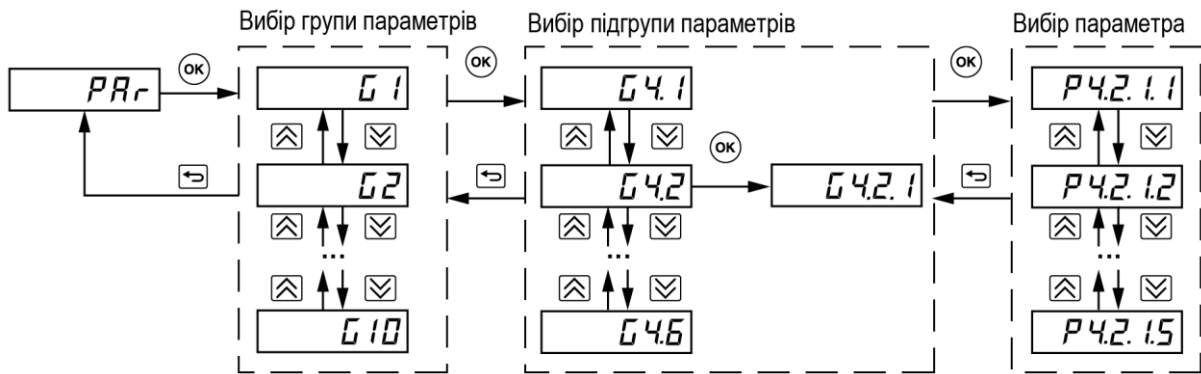 Вибір групи параметрів
Вибір підгрупи параметрів
Вибір параметра
PAr
OK
G1
OK
G4.1
OK
P4.2.1.1
G2
G4.2
OK
G4.2.1
P4.2.1.2
...
...
...
G10
G4.6
P4.2.1.5